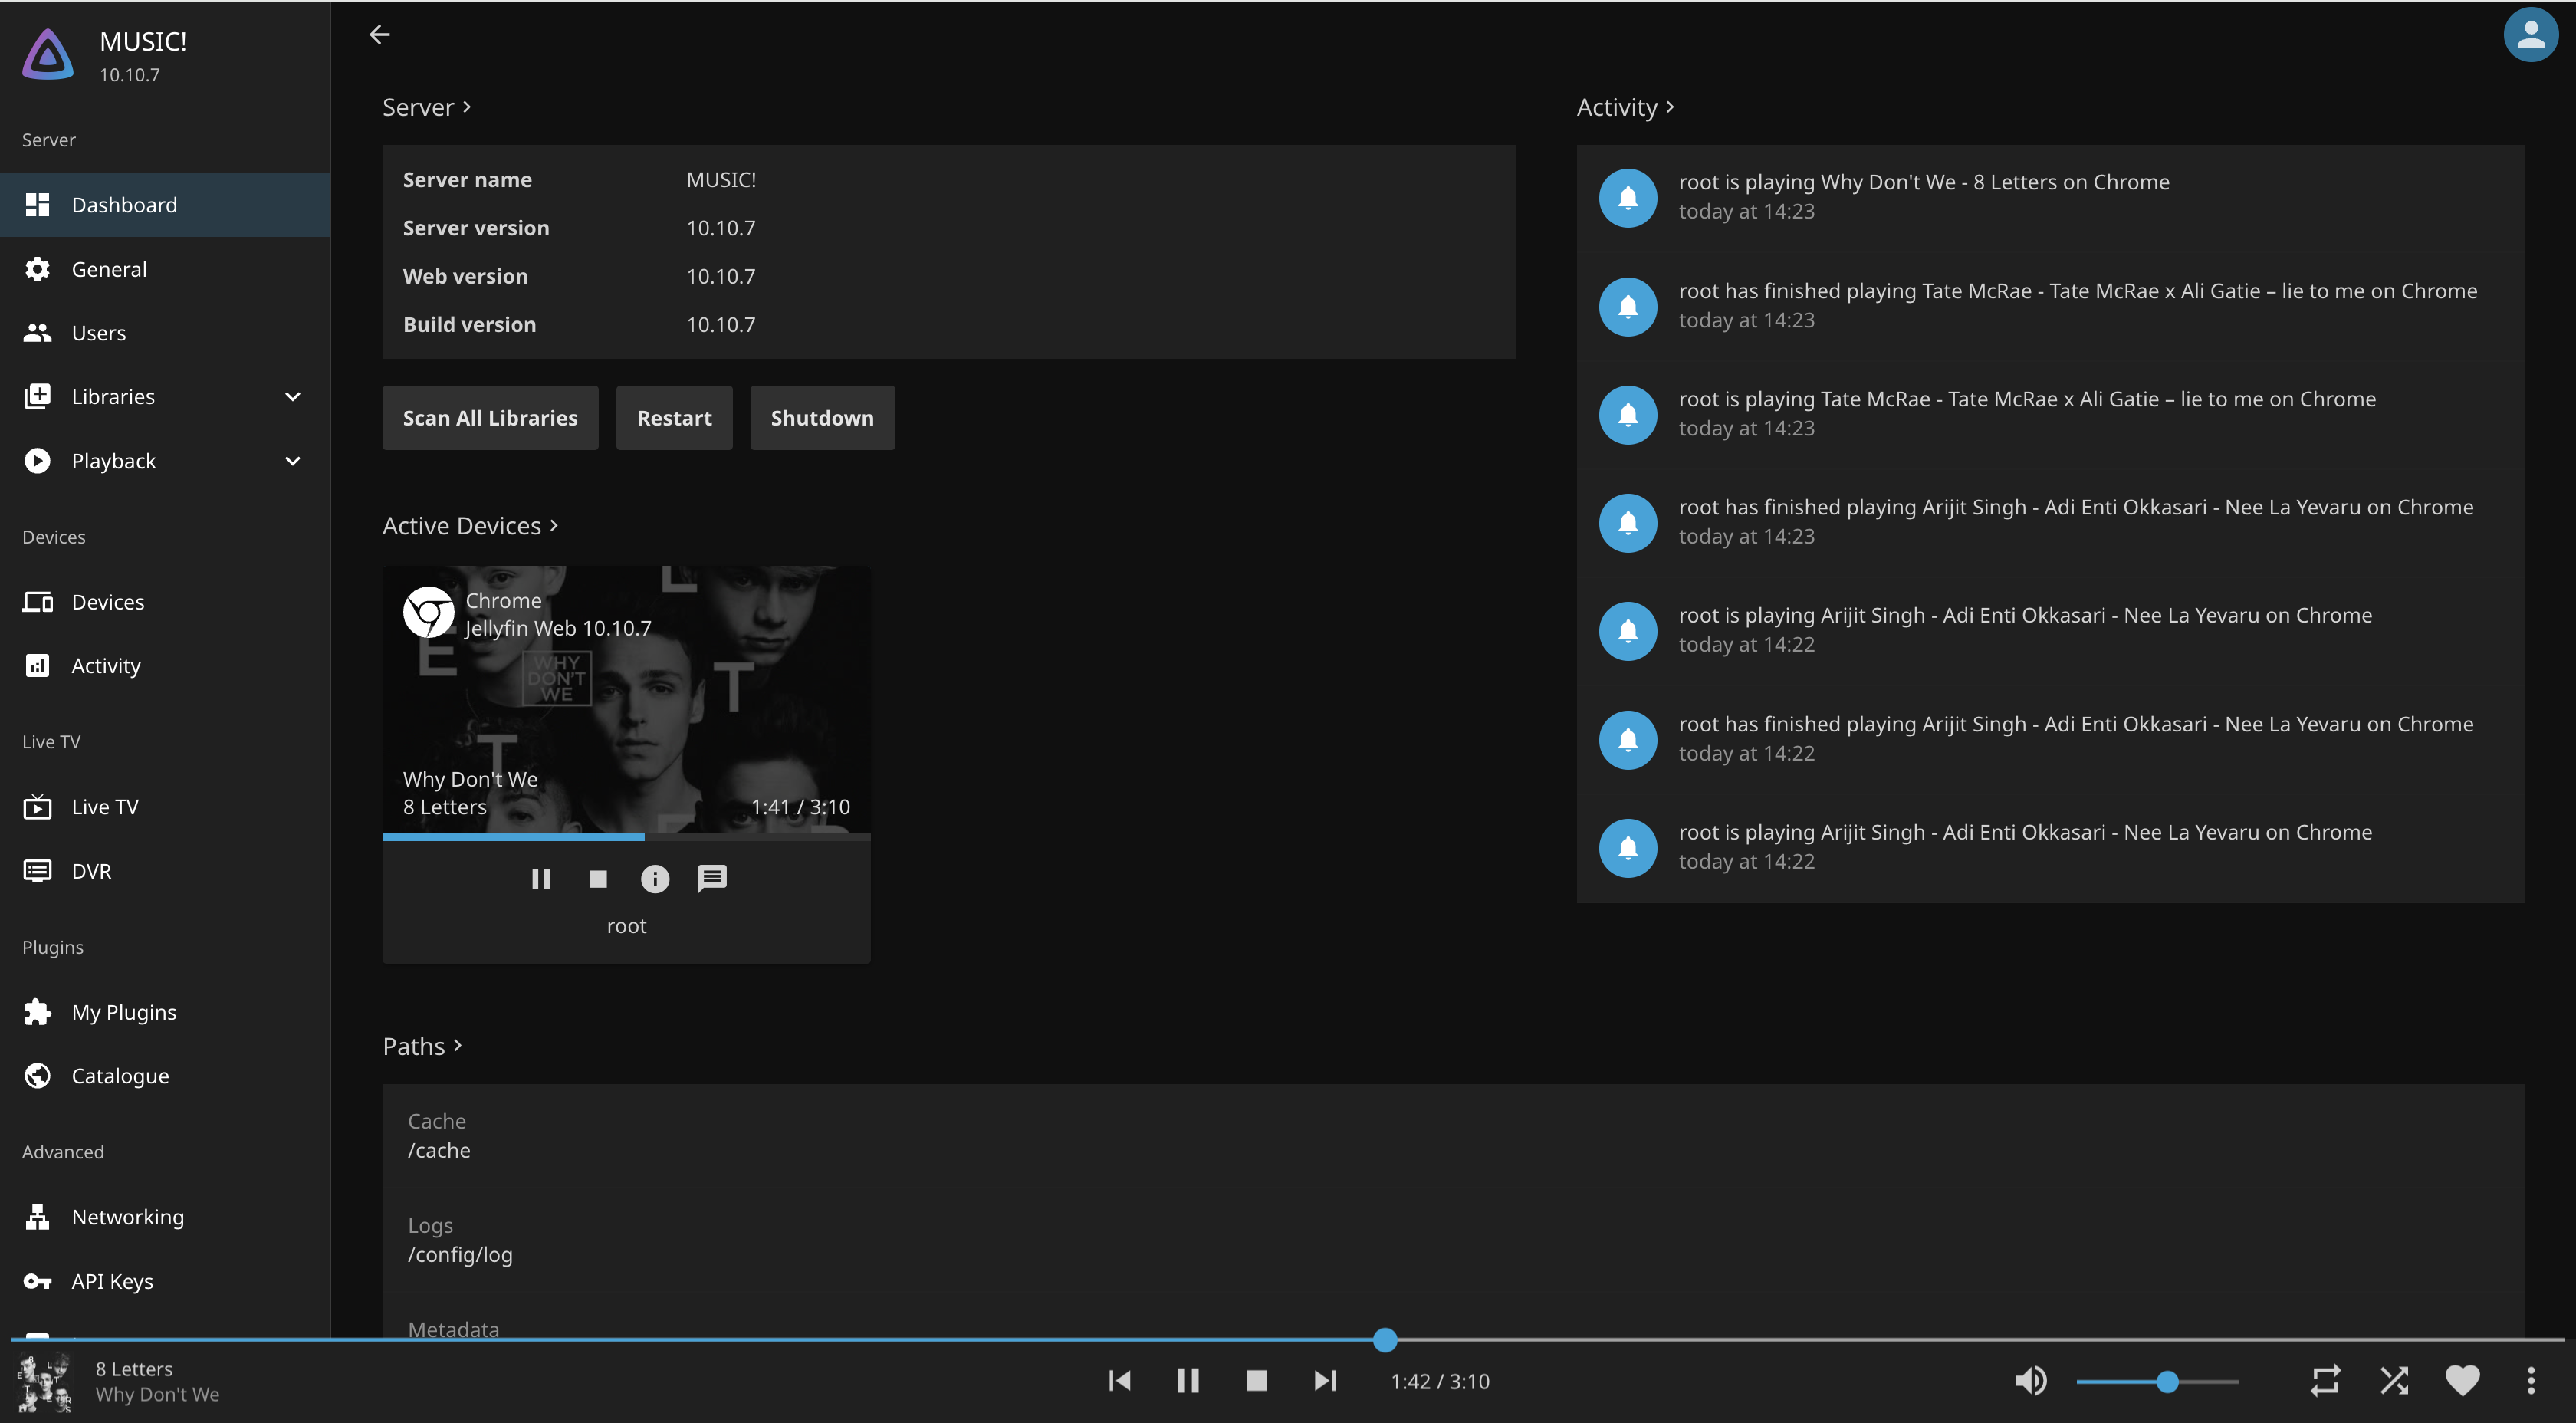 MUSIC!
10.10.7
Server
Dashboard
General
Users
Libraries
Playback
Devices
Devices
Activity
Live TV
Live TV
DVR
Plugins
My Plugins
Catalogue
Advanced
Networking
API Keys
Server
Server name MUSIC!
Server version 10.10.7
Web version 10.10.7
Build version 10.10.7
Scan All Libraries Restart Shutdown
Active Devices
Chrome
Jellyfin Web 10.10.7
L
E
WHY
DON'T
WE
T
T
E
Why Don't We
8 Letters 1:41 / 3:10
root
Paths
Cache
/cache
Logs
/config/log
Metadata
Activity
root is playing Why Don't We - 8 Letters on Chrome
today at 14:23
root has finished playing Tate McRae - Tate McRae x Ali Gatie – lie to me on Chrome
today at 14:23
root is playing Tate McRae - Tate McRae x Ali Gatie – lie to me on Chrome
today at 14:23
root has finished playing Arijit Singh - Adi Enti Okkasari - Nee La Yevaru on Chrome
today at 14:23
root is playing Arijit Singh - Adi Enti Okkasari - Nee La Yevaru on Chrome
today at 14:22
root has finished playing Arijit Singh - Adi Enti Okkasari - Nee La Yevaru on Chrome
today at 14:22
root is playing Arijit Singh - Adi Enti Okkasari - Nee La Yevaru on Chrome
today at 14:22
8 Letters
Why Don't We
1:42 / 3:10